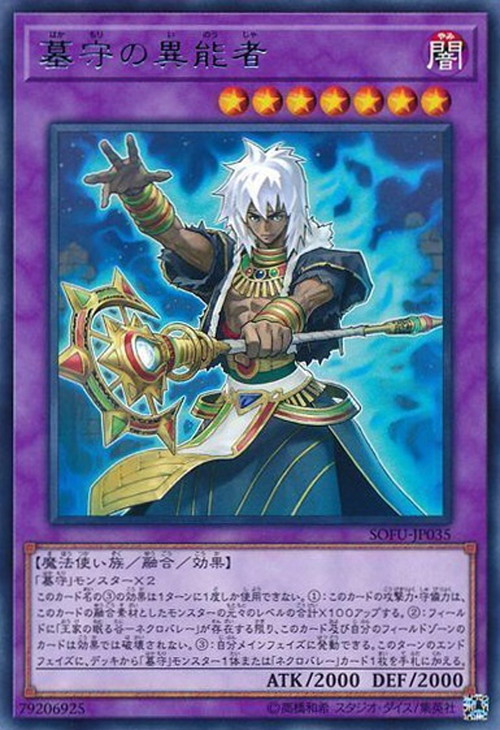 墓守の異能者
闇
SOFU-JP035
【魔法使い族／融合／効果】
「墓守」モンスター×2
このカード名の③の効果は1ターンに1度しか使用できない。①：このカードの攻撃力・守備力は、
このカードの融合素材としたモンスターの元々のレベルの合計×100アップする。②：フィール
ドに「王家の眠る谷－ネクロバレー」が存在する限り、このカード及び自分のフィールドゾーンの
カードは効果では破壊されない。③：自分メインフェイズに発動できる。このターンのエンド
フェイズに、デッキから「墓守」モンスター1体または「ネクロバレー」カード1枚を手札に加える。
ATK/2000 DEF/2000
79206925
©高橋和希 スタジオ・ダイス/集英社